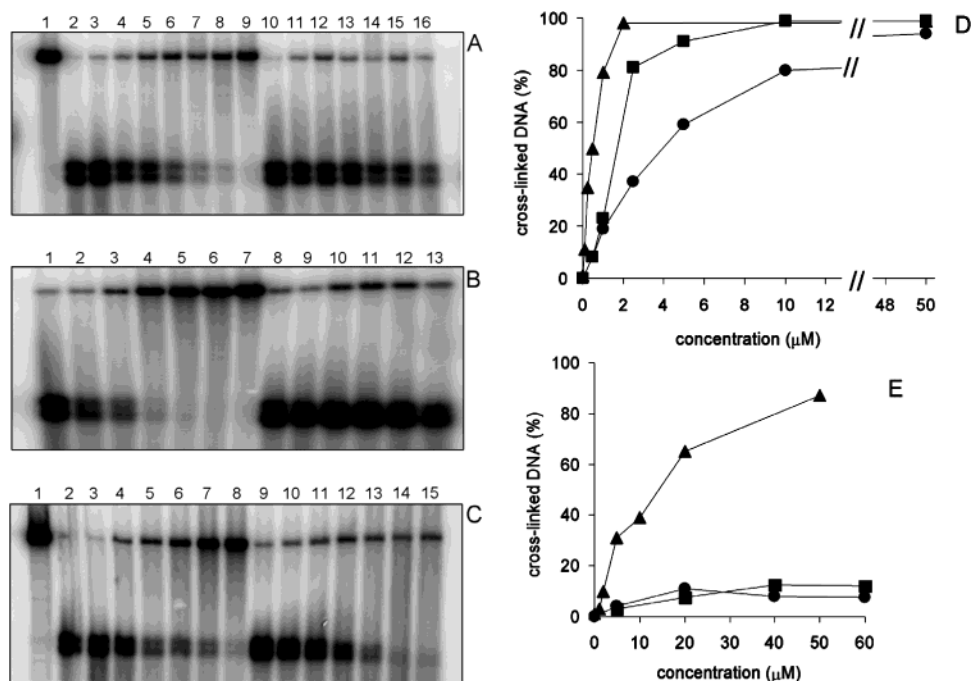 1 2 3 4 5 6 7 8 9 10 11 12 13 14 15 16
A
1 2 3 4 5 6 7 8 9 10 11 12 13
B
1 2 3 4 5 6 7 8 9 10 11 12 13 14 15
C
D
cross-linked DNA (%)
100
80
60
40
20
0
0 2 4 6 8 10 12 // 48 50
//
//
concentration (μM)
E
cross-linked DNA (%)
100
80
60
40
20
0
0 10 20 30 40 50 60
concentration (μM)